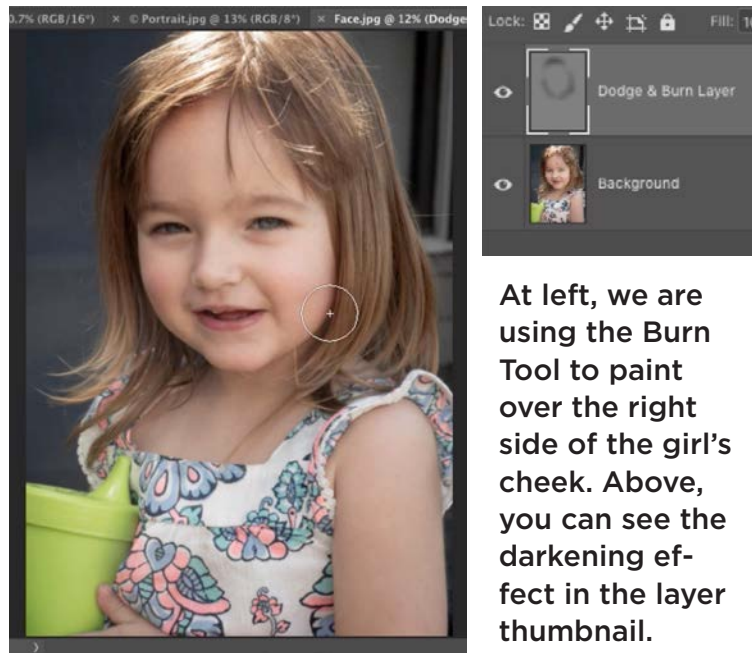 0.7% (RGB/16*) × © Portrait.jpg @ 13% (RGB/8*) × Face.jpg @ 12% (Dodge
Lock: Fill:
Dodge & Burn Layer
Background
At left, we are
using the Burn
Tool to paint
over the right
side of the girl’s
cheek. Above,
you can see the
darkening ef-
fect in the layer
thumbnail.